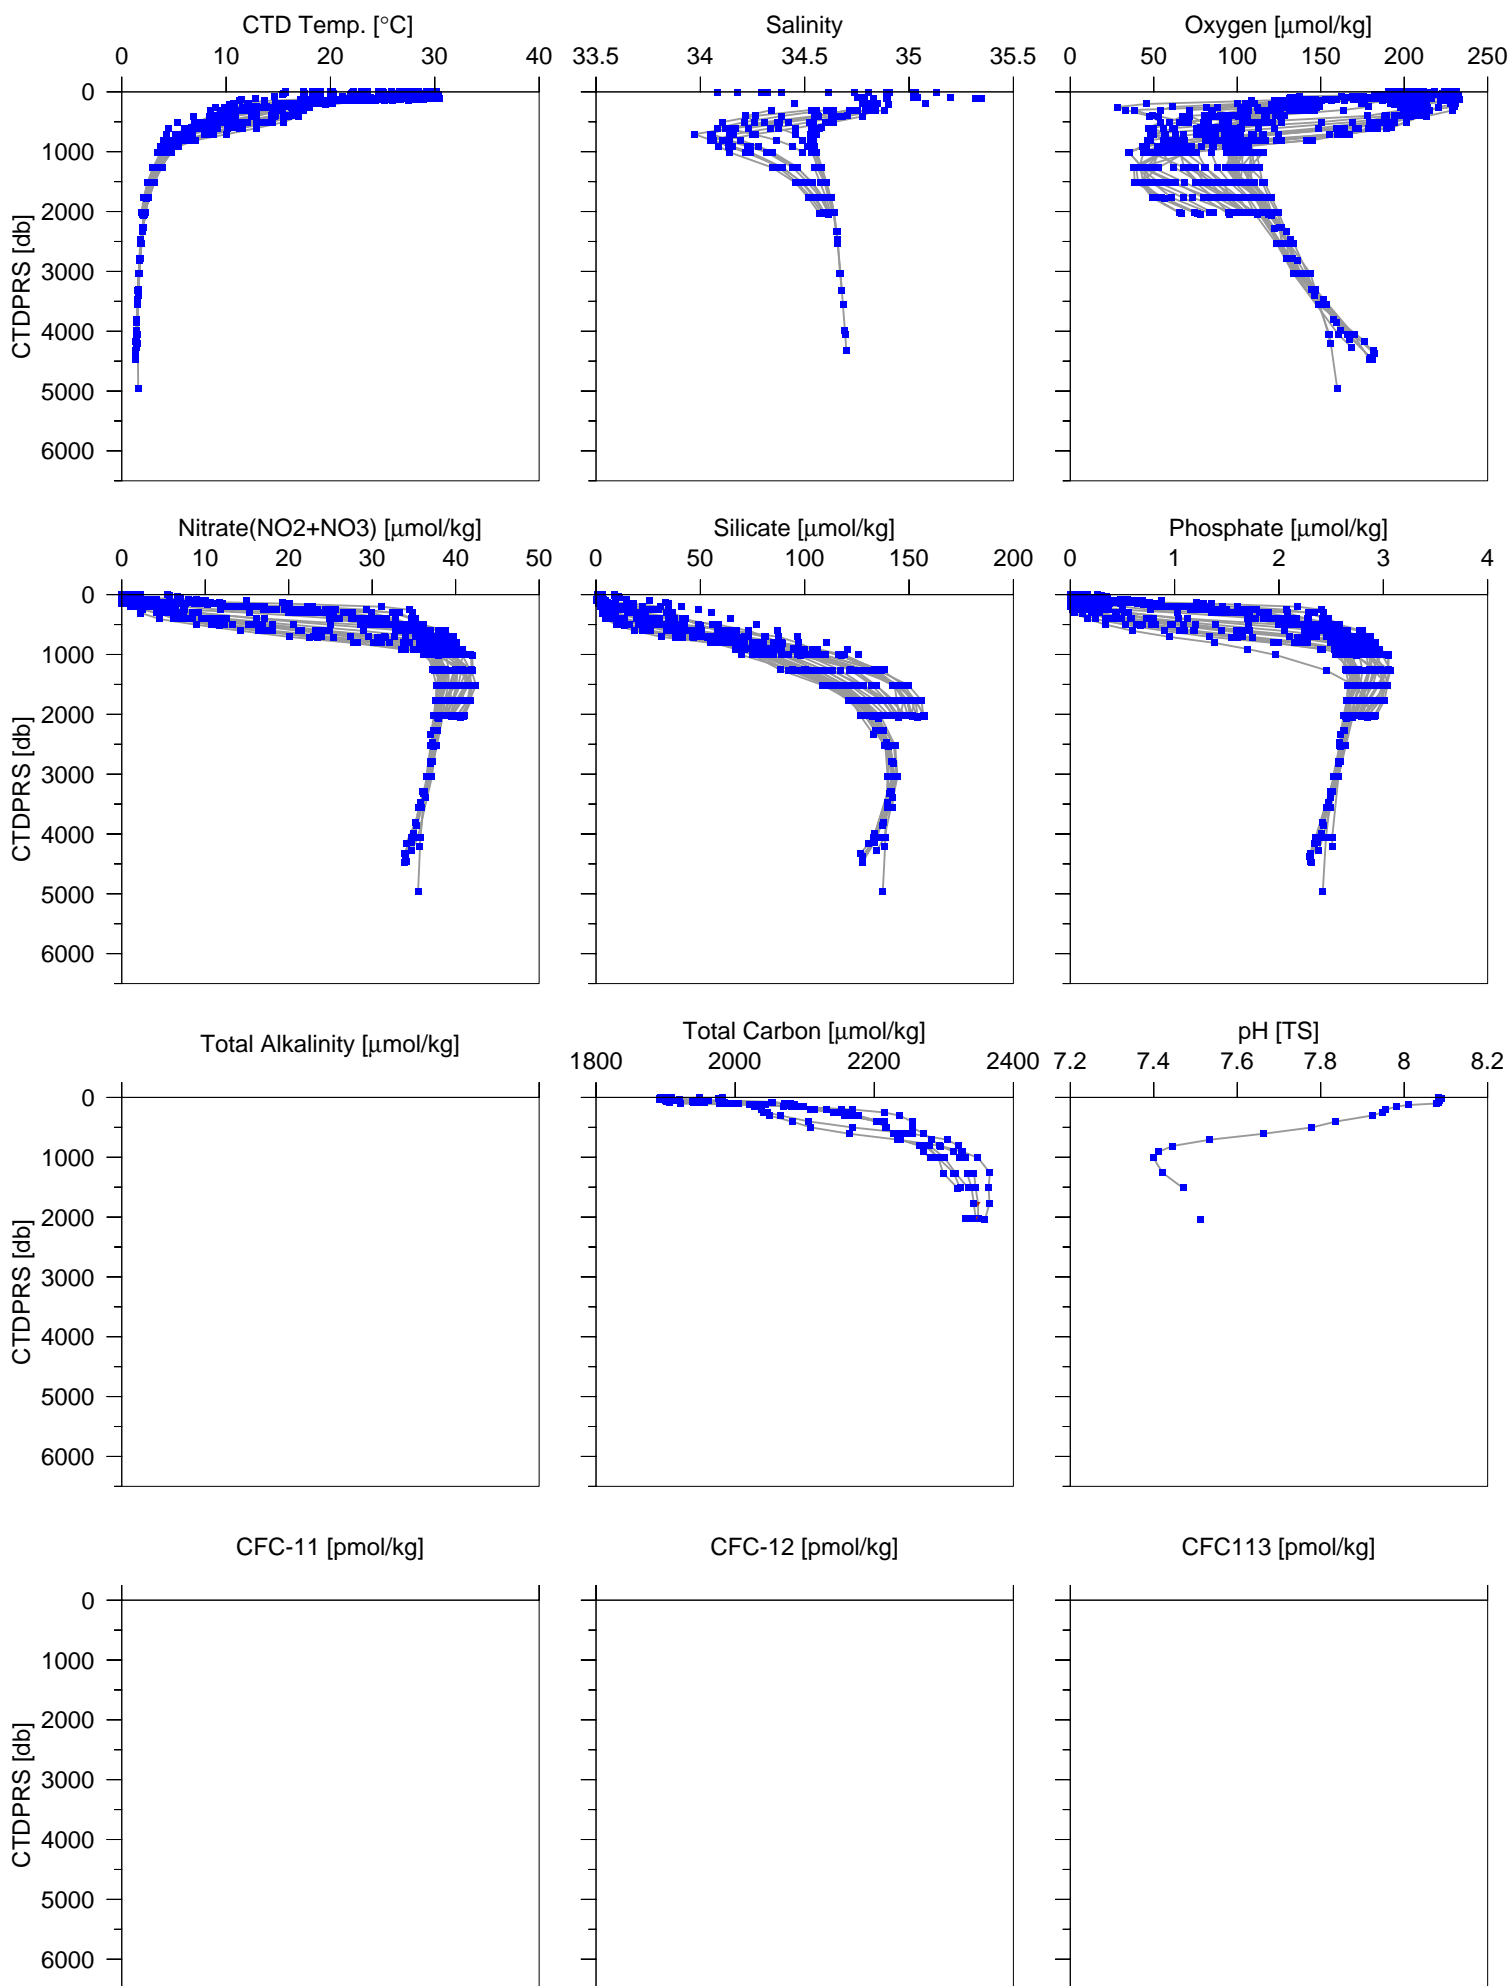 CTD Temp. [°C] Salinity Oxygen [μmol/kg]
0 10 20 30 40 33.5 34 34.5 35 35.5 0 50 100 150 200 250
0
1000
2000
3000
4000
5000
6000
CTDPRS [db]
Nitrate(NO2+NO3) [μmol/kg] Silicate [μmol/kg] Phosphate [μmol/kg]
0 10 20 30 40 50 0 50 100 150 200 0 1 2 3 4
0
1000
2000
3000
4000
5000
6000
CTDPRS [db]
Total Alkalinity [μmol/kg] Total Carbon [μmol/kg] pH [TS]
1800 2000 2200 2400 7.2 7.4 7.6 7.8 8 8.2
0
1000
2000
3000
4000
5000
6000
CTDPRS [db]
CFC-11 [pmol/kg] CFC-12 [pmol/kg] CFC113 [pmol/kg]
0
1000
2000
3000
4000
5000
6000
CTDPRS [db]